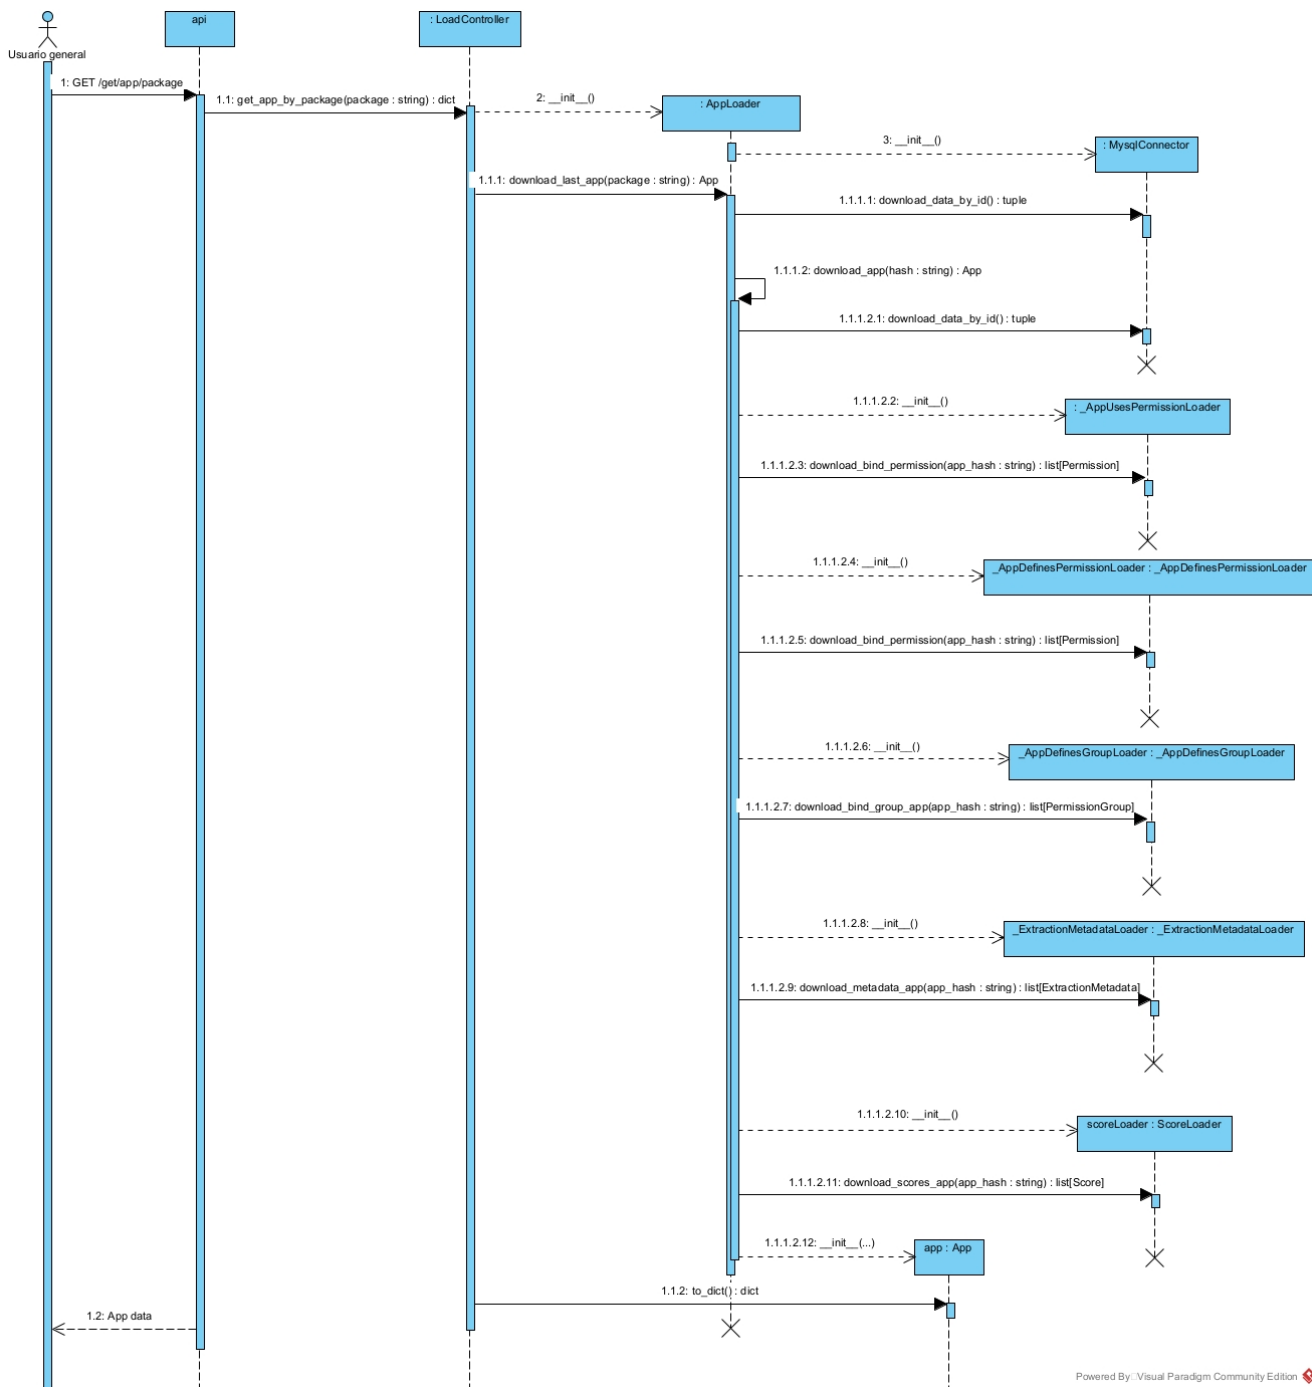 api
: LoadController
Usuario general
1: GET /get/app/package
1.1: get_app_by_package(package : string) : dict
2: __init__()
: AppLoader
3: __init__()
: MysqlConnector
1.1.1: download_last_app(package : string) : App
1.1.1.1: download_data_by_id() : tuple
1.1.1.2: download_app(hash : string) : App
1.1.1.2.1: download_data_by_id() : tuple
1.1.1.2.2: __init__()
: _AppUsesPermissionLoader
1.1.1.2.3: download_bind_permission(app_hash : string) : list[Permission]
1.1.1.2.4: __init__()
_AppDefinesPermissionLoader : _AppDefinesPermissionLoader
1.1.1.2.5: download_bind_permission(app_hash : string) : list[Permission]
1.1.1.2.6: __init__()
_AppDefinesGroupLoader : _AppDefinesGroupLoader
1.1.1.2.7: download_bind_group_app(app_hash : string) : list[PermissionGroup]
1.1.1.2.8: __init__()
_ExtractionMetadataLoader : _ExtractionMetadataLoader
1.1.1.2.9: download_metadata_app(app_hash : string) : list[ExtractionMetadata]
1.1.1.2.10: __init__()
scoreLoader : ScoreLoader
1.1.1.2.11: download_scores_app(app_hash : string) : list[Score]
1.1.1.2.12: __init__(...)
app : App
1.1.2: to_dict() : dict
1.2: App data
Powered By Visual Paradigm Community Edition